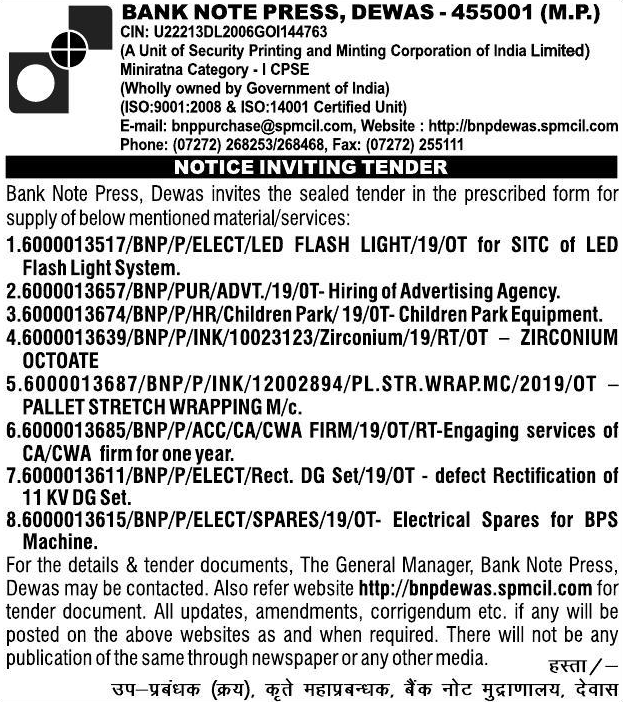 BANK NOTE PRESS, DEWAS - 455001 (M.P.)
CIN: U22213DL2006GOI144763
(A Unit of Security Printing and Minting Corporation of India Limited)
Miniratna Category - I CPSE
(Wholly owned by Government of India)
(ISO:9001:2008 & ISO:14001 Certified Unit)
E-mail: bnppurchase@spmcil.com, Website : http://bnpdewas.spmcil.com
Phone: (07272) 268253/268468, Fax: (07272) 255111
NOTICE INVITING TENDER
Bank Note Press, Dewas invites the sealed tender in the prescribed form for
supply of below mentioned material/services:
1.6000013517/BNP/P/ELECT/LED FLASH LIGHT/19/OT for SITC of LED
Flash Light System.
2.6000013657/BNP/PUR/ADVT./19/OT- Hiring of Advertising Agency.
3.6000013674/BNP/P/HR/Children Park/ 19/OT- Children Park Equipment.
4.6000013639/BNP/P/INK/10023123/Zirconium/19/RT/OT – ZIRCONIUM
OCTOATE
5.6000013687/BNP/P/INK/12002894/PL.STR.WRAP.MC/2019/OT –
PALLET STRETCH WRAPPING M/c.
6.6000013685/BNP/P/ACC/CA/CWA FIRM/19/OT/RT-Engaging services of
CA/CWA firm for one year.
7.6000013611/BNP/P/ELECT/Rect. DG Set/19/OT - defect Rectification of
11 KV DG Set.
8.6000013615/BNP/P/ELECT/SPARES/19/OT- Electrical Spares for BPS
Machine.
For the details & tender documents, The General Manager, Bank Note Press,
Dewas may be contacted. Also refer website http://bnpdewas.spmcil.com for
tender document. All updates, amendments, corrigendum etc. if any will be
posted on the above websites as and when required. There will not be any
publication of the same through newspaper or any other media.
हस्ता/–
उप–प्रबंधक (क्रय), कृते महाप्रबन्धक, बैंक नोट मुद्राणालय, देवास